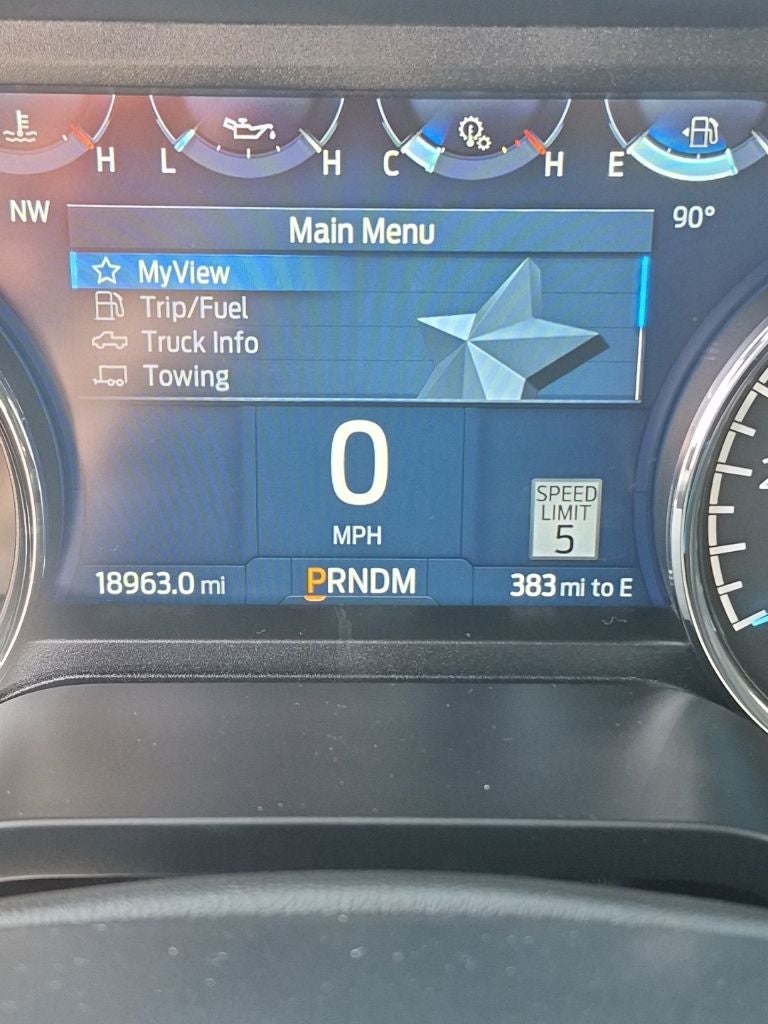 H L H C H E
NW
Main Menu
90°
MyView
Trip/Fuel
Truck Info
Towing
0
MPH
SPEED
LIMIT
5
18963.0 mi
PRNDM
383 mi to E